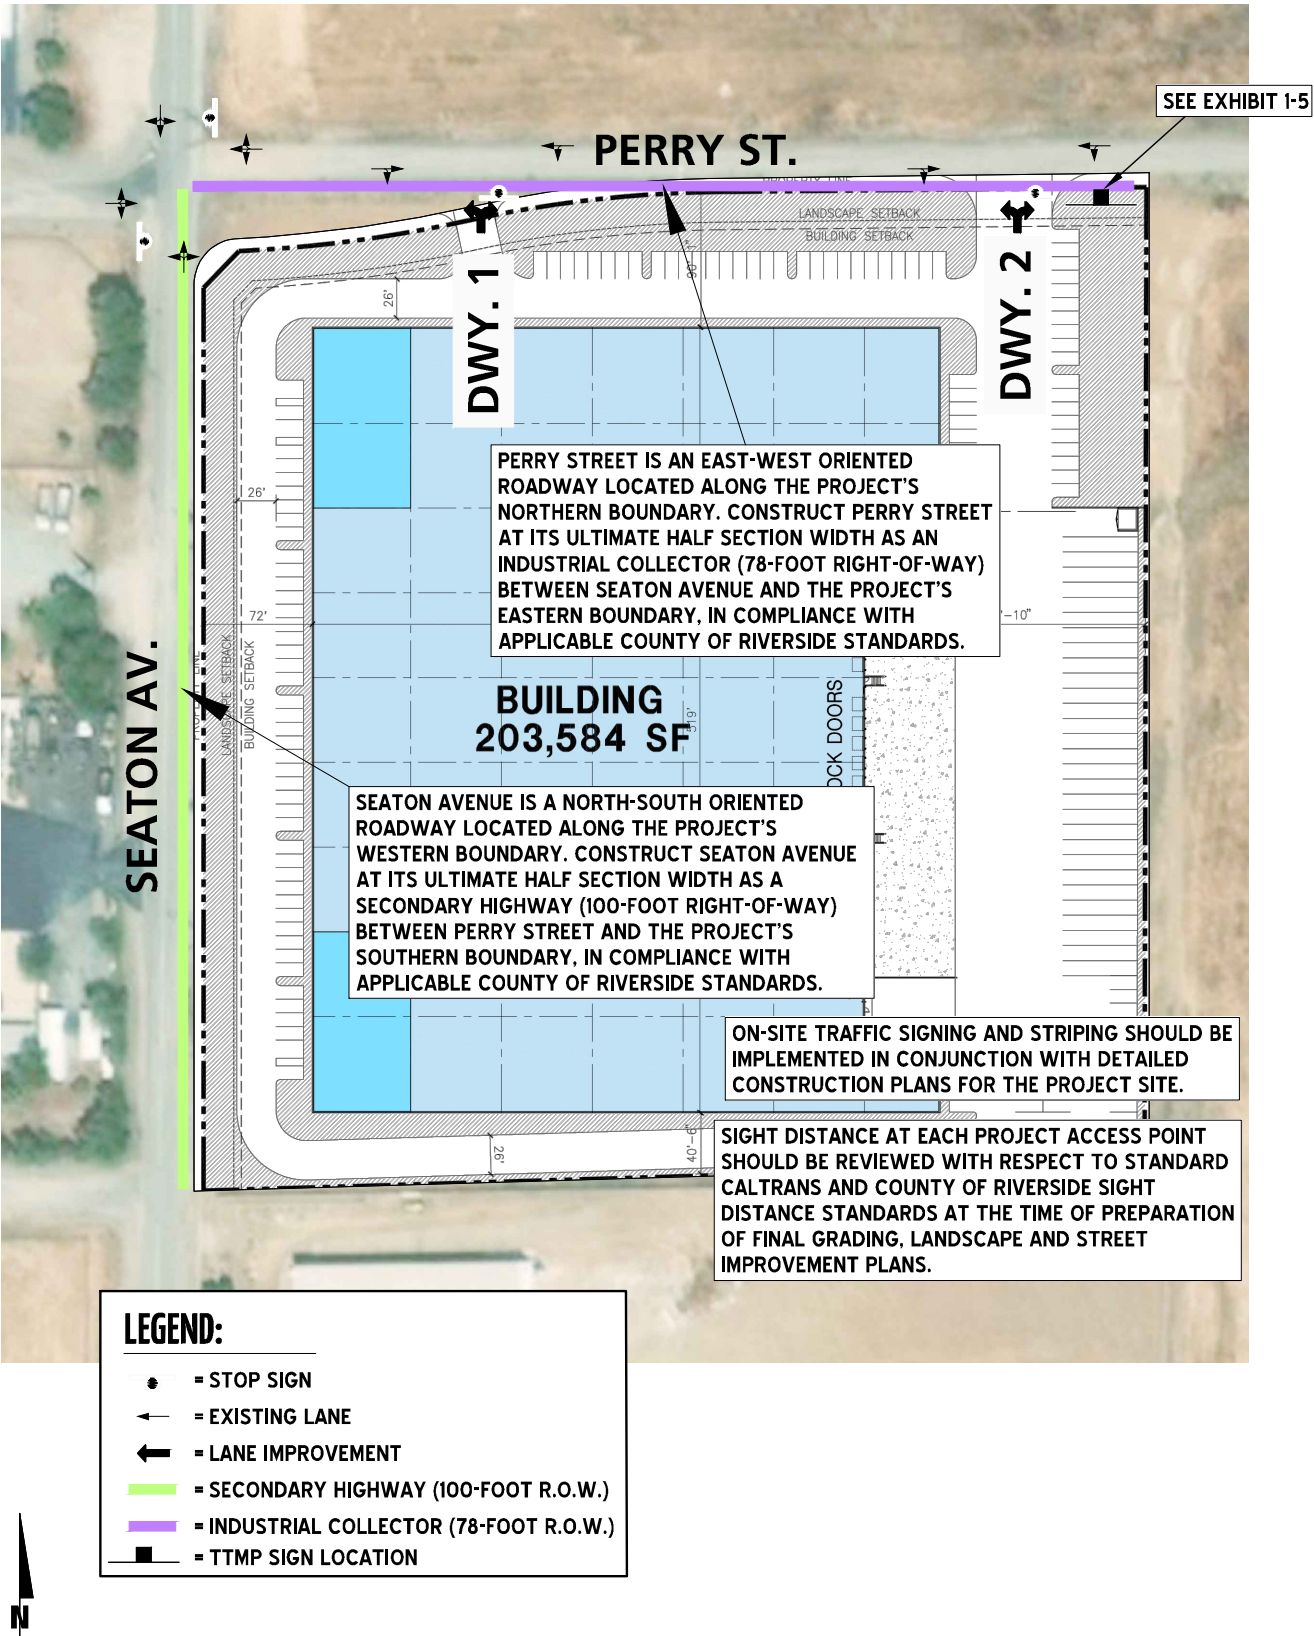 SEE EXHIBIT 1-5
PERRY ST.
PROPERTY LINE
LANDSCAPE SETBACK
BUILDING SETBACK
DWY. 1
DWY. 2
26'
26'
72'
PERRY STREET IS AN EAST-WEST ORIENTED
ROADWAY LOCATED ALONG THE PROJECT'S
NORTHERN BOUNDARY. CONSTRUCT PERRY STREET
AT ITS ULTIMATE HALF SECTION WIDTH AS AN
INDUSTRIAL COLLECTOR (78-FOOT RIGHT-OF-WAY)
BETWEEN SEATON AVENUE AND THE PROJECT'S
EASTERN BOUNDARY, IN COMPLIANCE WITH
APPLICABLE COUNTY OF RIVERSIDE STANDARDS.
'-10"
SEATON AV.
LANDSCAPE SETBACK
BUILDING SETBACK
BUILDING
203,584 SF
519'
OCK DOORS
SEATON AVENUE IS A NORTH-SOUTH ORIENTED
ROADWAY LOCATED ALONG THE PROJECT'S
WESTERN BOUNDARY. CONSTRUCT SEATON AVENUE
AT ITS ULTIMATE HALF SECTION WIDTH AS A
SECONDARY HIGHWAY (100-FOOT RIGHT-OF-WAY)
BETWEEN PERRY STREET AND THE PROJECT'S
SOUTHERN BOUNDARY, IN COMPLIANCE WITH
APPLICABLE COUNTY OF RIVERSIDE STANDARDS.
ON-SITE TRAFFIC SIGNING AND STRIPING SHOULD BE
IMPLEMENTED IN CONJUNCTION WITH DETAILED
CONSTRUCTION PLANS FOR THE PROJECT SITE.
26'
40'-6"
SIGHT DISTANCE AT EACH PROJECT ACCESS POINT
SHOULD BE REVIEWED WITH RESPECT TO STANDARD
CALTRANS AND COUNTY OF RIVERSIDE SIGHT
DISTANCE STANDARDS AT THE TIME OF PREPARATION
OF FINAL GRADING, LANDSCAPE AND STREET
IMPROVEMENT PLANS.
LEGEND:
= STOP SIGN
= EXISTING LANE
= LANE IMPROVEMENT
= SECONDARY HIGHWAY (100-FOOT R.O.W.)
= INDUSTRIAL COLLECTOR (78-FOOT R.O.W.)
= TTMP SIGN LOCATION
N